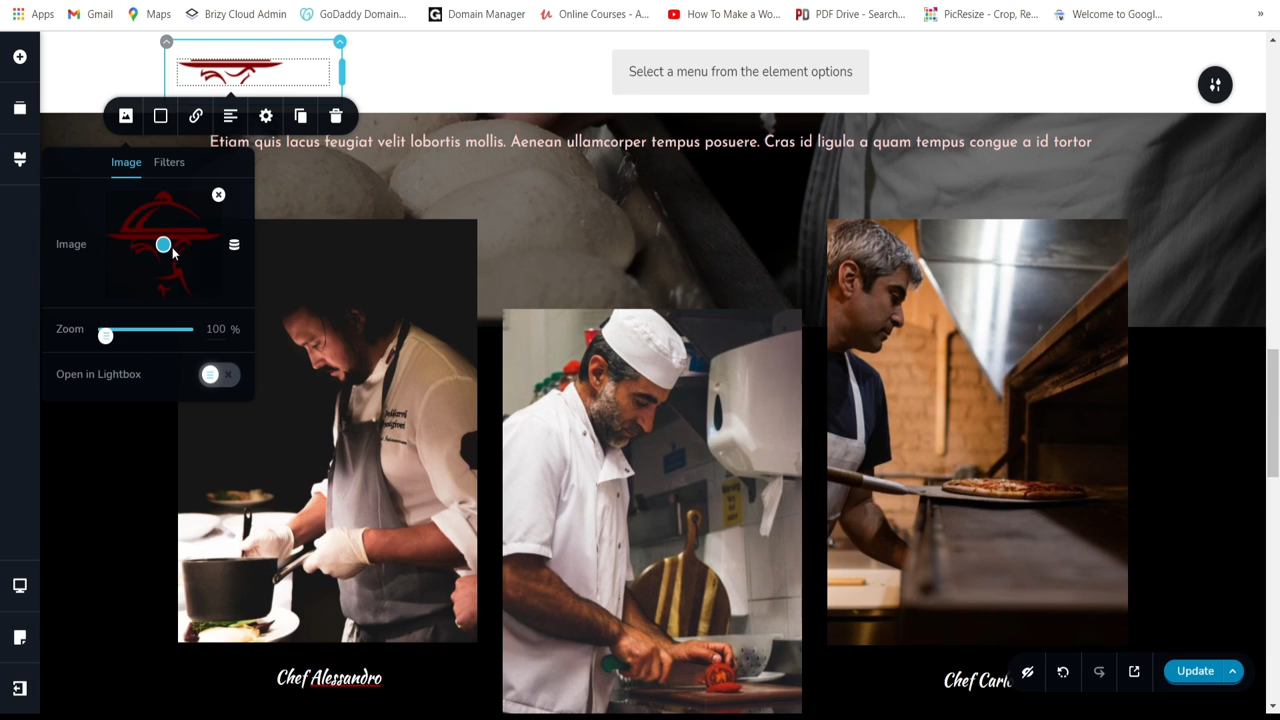 Apps Gmail Maps Brizy Cloud Admin GoDaddy Domain... Domain Manager Online Courses - A... How To Make a Wo... PDF Drive - Search... PicResize - Crop, Re... Welcome to Googl... »
Select a menu from the element options
Etiam quis lacus feugiat velit lobortis mollis. Aenean ullamcorper tempus posuere. Cras id ligula a quam tempus congue a id tortor
Image Filters
Image
Zoom 100 %
Open in Lightbox
Chef Alessandro
Chef Carlo
Update